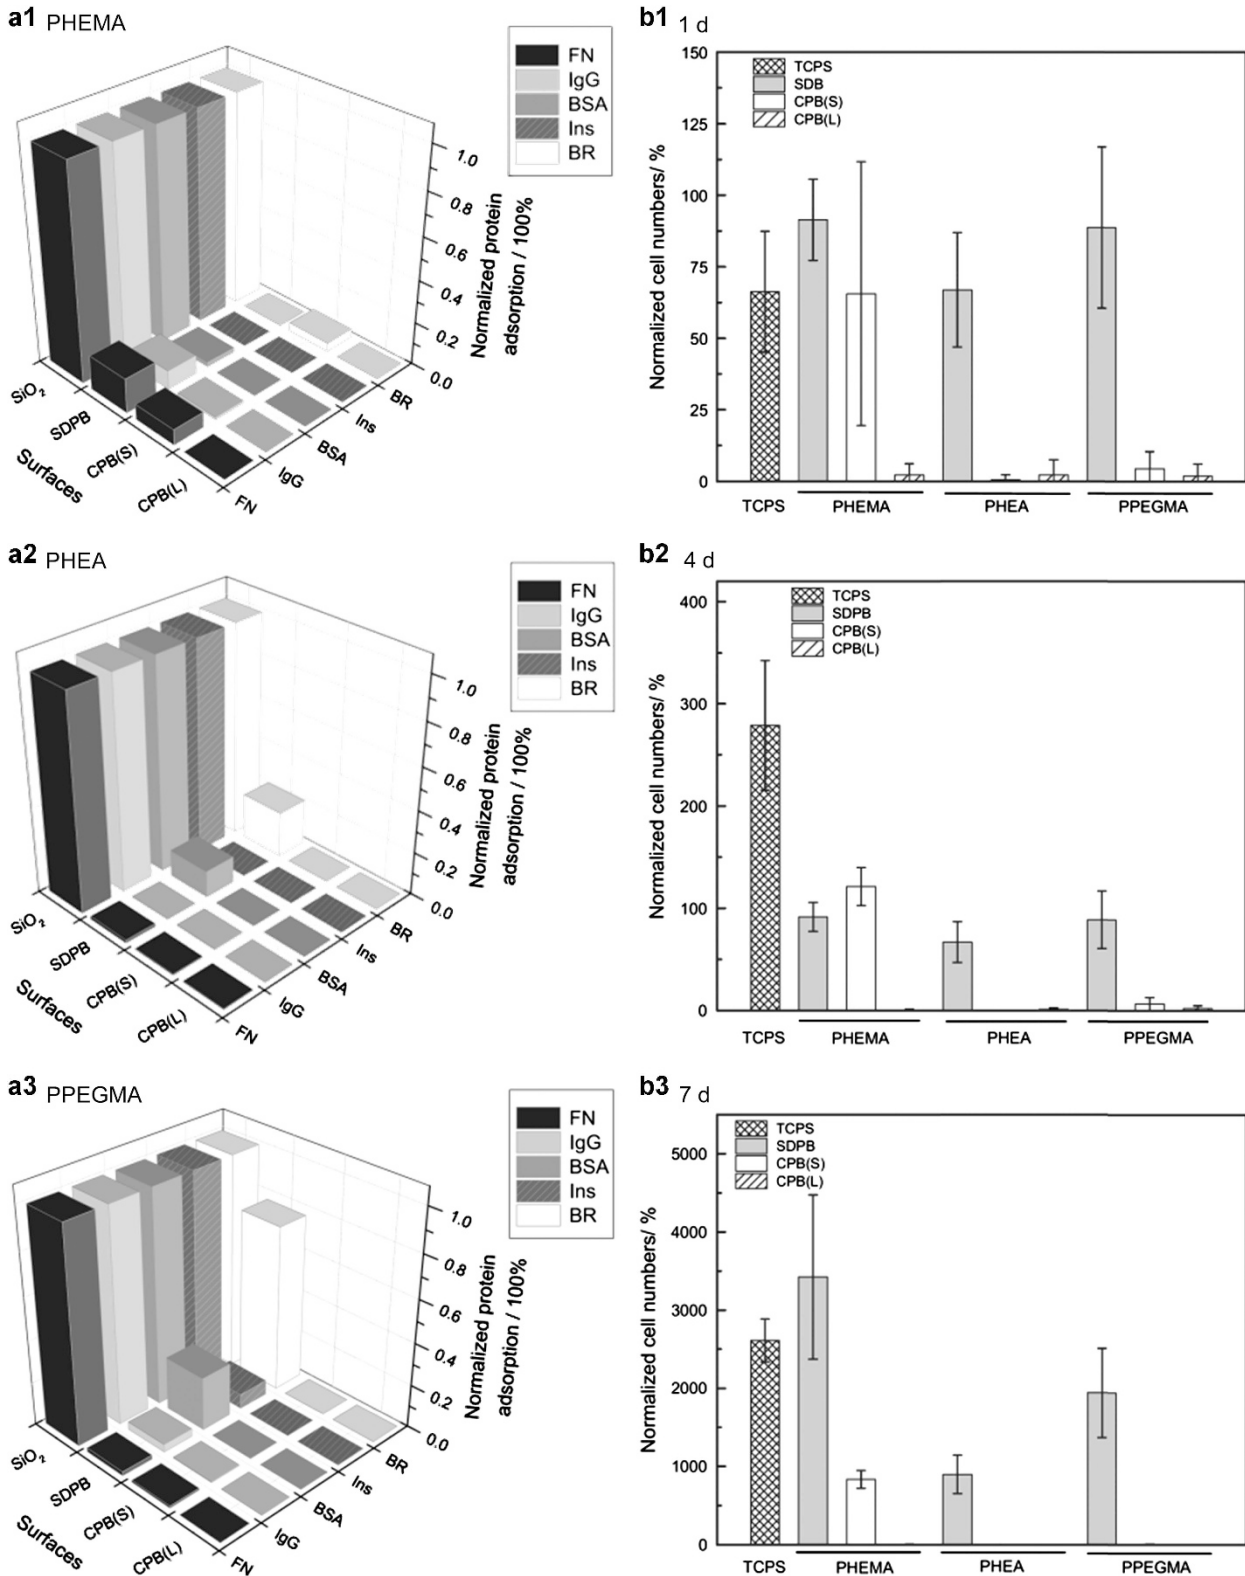 a1 PHEMA
FN
IgG
BSA
Ins
BR
1.0
0.8
0.6
0.4
0.2
0.0
Normalized protein
adsorption / 100%
SiO2
SDPB
CPB(S)
CPB(L)
Surfaces
FN
IgG
BSA
Ins
BR
b1 1 d
150
125
100
75
50
25
0
Normalized cell numbers/ %
TCPS
SDB
CPB(S)
CPB(L)
TCPS
PHEMA
PHEA
PPEGMA
a2 PHEA
FN
IgG
BSA
Ins
BR
1.0
0.8
0.6
0.4
0.2
0.0
Normalized protein
adsorption / 100%
SiO2
SDPB
CPB(S)
CPB(L)
Surfaces
FN
IgG
BSA
Ins
BR
b2 4 d
400
300
200
100
0
Normalized cell numbers/ %
TCPS
SDPB
CPB(S)
CPB(L)
TCPS
PHEMA
PHEA
PPEGMA
a3 PPEGMA
FN
IgG
BSA
Ins
BR
1.0
0.8
0.6
0.4
0.2
0.0
Normalized protein
adsorption / 100%
SiO2
SDPB
CPB(S)
CPB(L)
Surfaces
FN
IgG
BSA
Ins
BR
b3 7 d
5000
4000
3000
2000
1000
0
Normalized cell numbers/ %
TCPS
SDPB
CPB(S)
CPB(L)
TCPS
PHEMA
PHEA
PPEGMA